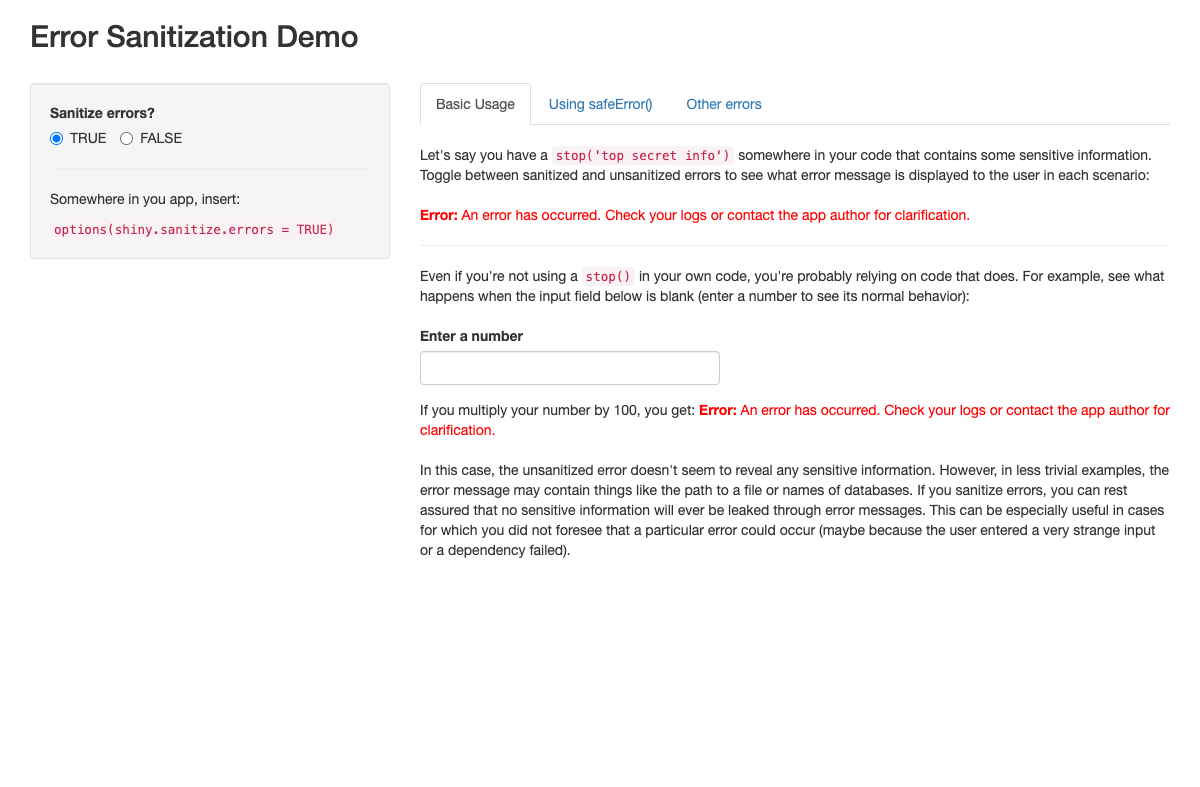 Error Sanitization Demo
Sanitize errors?
TRUE FALSE
Somewhere in you app, insert:
options(shiny.sanitize.errors = TRUE)
Basic Usage Using safeError() Other errors
Let's say you have a stop('top secret info') somewhere in your code that contains some sensitive information.
Toggle between sanitized and unsanitized errors to see what error message is displayed to the user in each scenario:
Error: An error has occurred. Check your logs or contact the app author for clarification.
Even if you're not using a stop() in your own code, you're probably relying on code that does. For example, see what
happens when the input field below is blank (enter a number to see its normal behavior):
Enter a number
If you multiply your number by 100, you get: Error: An error has occurred. Check your logs or contact the app author for
clarification.
In this case, the unsanitized error doesn't seem to reveal any sensitive information. However, in less trivial examples, the
error message may contain things like the path to a file or names of databases. If you sanitize errors, you can rest
assured that no sensitive information will ever be leaked through error messages. This can be especially useful in cases
for which you did not foresee that a particular error could occur (maybe because the user entered a very strange input
or a dependency failed).